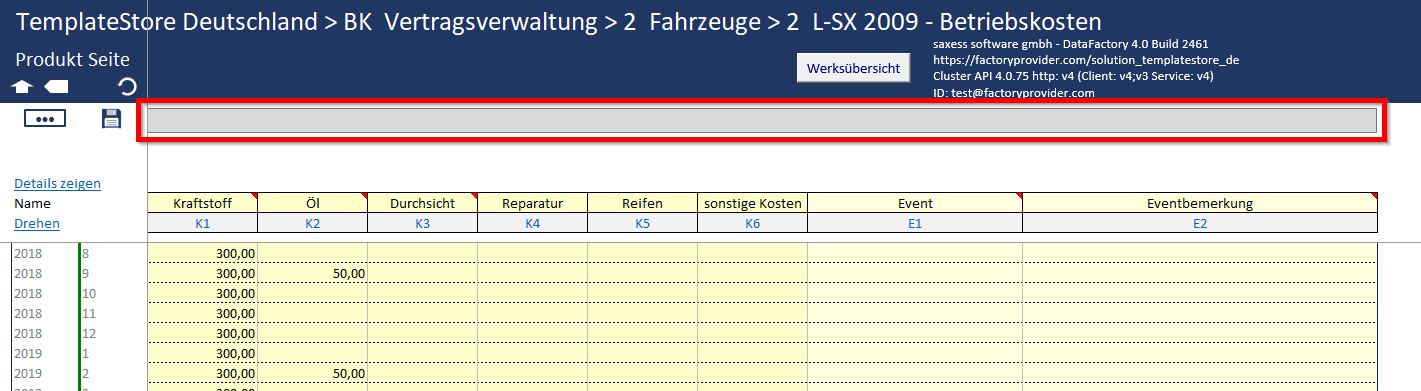 TemplateStore Deutschland > BK Vertragsverwaltung > 2 Fahrzeuge > 2 L-SX 2009 - Betriebskosten
Produkt Seite
Werksübersicht
saxess software gmbh - DataFactory 4.0 Build 2461
https://factoryprovider.com/solution_templatestore_de
Cluster API 4.0.75 http: v4 (Client: v4;v3 Service: v4)
ID: test@factoryprovider.com
Details zeigen
Name Kraftstoff Öl Durchsicht Reparatur Reifen sonstige Kosten Event Eventbemerkung
Drehen K1 K2 K3 K4 K5 K6 E1 E2
2018 8 300,00
2018 9 300,00 50,00
2018 10 300,00
2018 11 300,00
2018 12 300,00
2019 1 300,00
2019 2 300,00 50,00